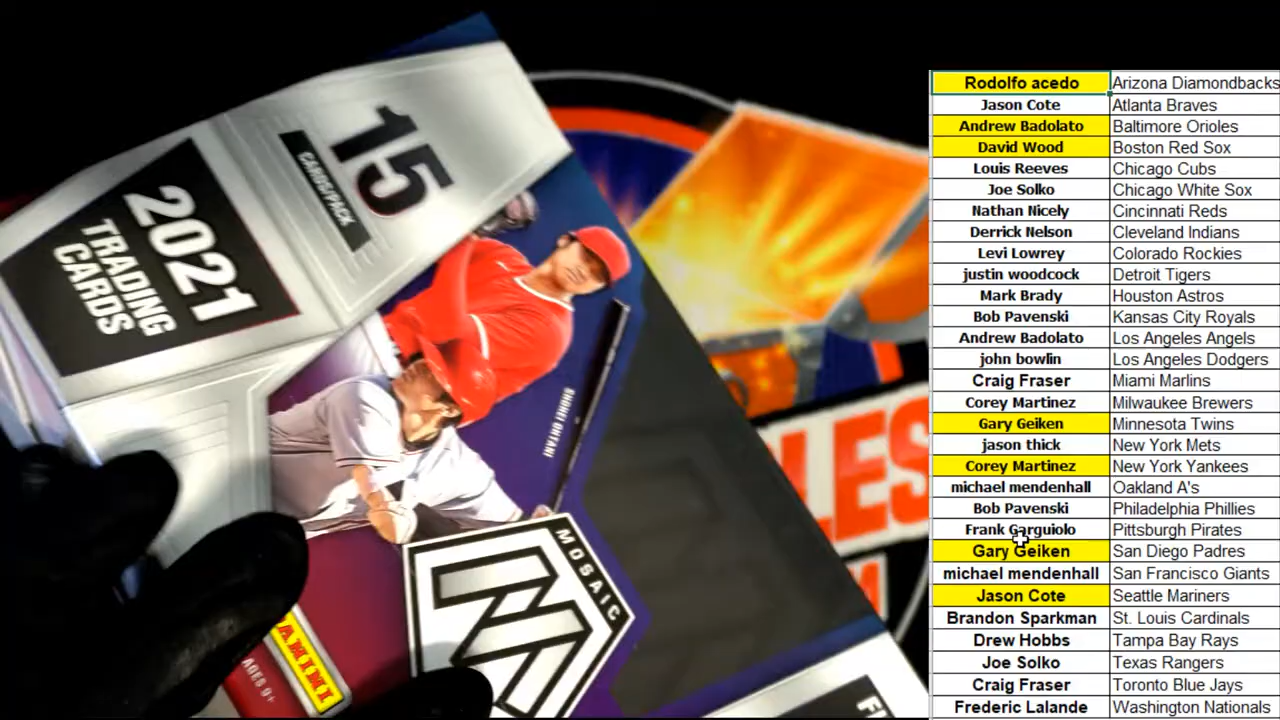 15
CARDS/PACK
2021
TRADING
CARDS
SHOHEI OHTANI
MOSAIC
PANINI
AGES 9+
LES
Rodolfo acedo Arizona Diamondbacks
Jason Cote Atlanta Braves
Andrew Badolato Baltimore Orioles
David Wood Boston Red Sox
Louis Reeves Chicago Cubs
Joe Solko Chicago White Sox
Nathan Nicely Cincinnati Reds
Derrick Nelson Cleveland Indians
Levi Lowrey Colorado Rockies
justin woodcock Detroit Tigers
Mark Brady Houston Astros
Bob Pavenski Kansas City Royals
Andrew Badolato Los Angeles Angels
john bowlin Los Angeles Dodgers
Craig Fraser Miami Marlins
Corey Martinez Milwaukee Brewers
Gary Geiken Minnesota Twins
jason thick New York Mets
Corey Martinez New York Yankees
michael mendenhall Oakland A's
Bob Pavenski Philadelphia Phillies
Frank Garguiolo Pittsburgh Pirates
Gary Geiken San Diego Padres
michael mendenhall San Francisco Giants
Jason Cote Seattle Mariners
Brandon Sparkman St. Louis Cardinals
Drew Hobbs Tampa Bay Rays
Joe Solko Texas Rangers
Craig Fraser Toronto Blue Jays
Frederic Lalande Washington Nationals